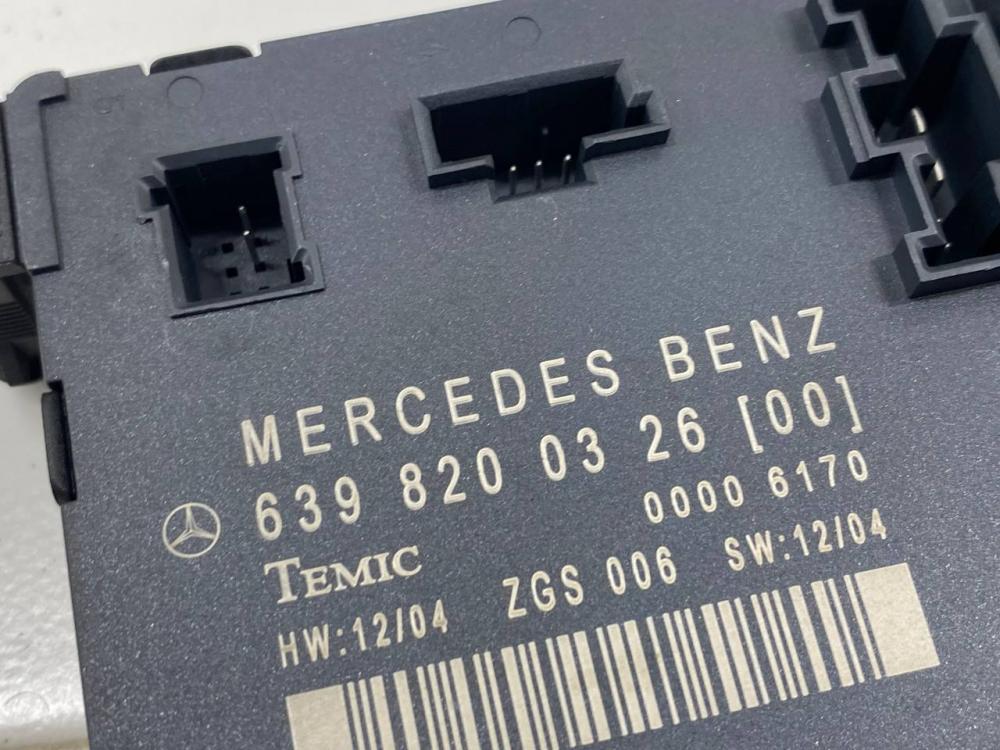 MERCEDES BENZ
639 820 03 26 [00]
0000 6170
TEMIC
HW:12/04 ZGS 006 SW:12/04